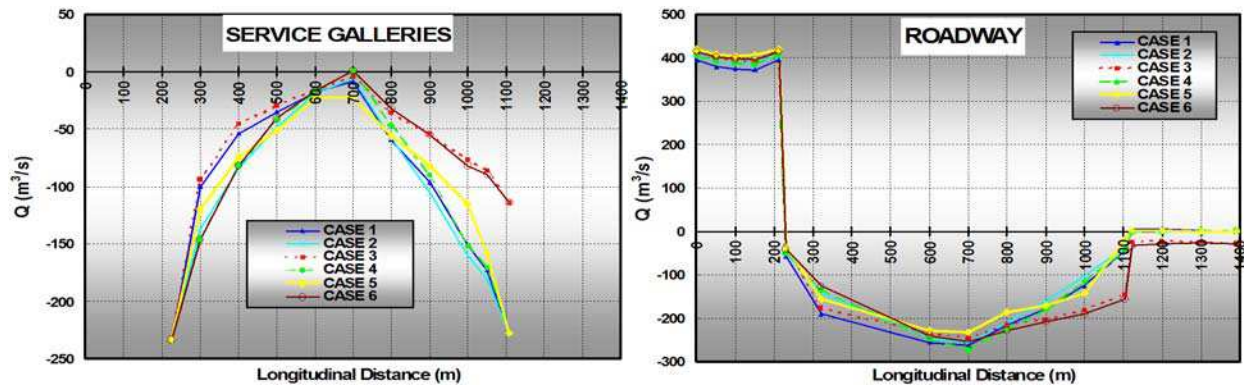 SERVICE GALLERIES
50
0
-50
-100
-150
-200
-250
Q (m³/s)
0
100
200
300
400
500
600
700
800
900
1000
1100
1200
1300
1400
CASE 1
CASE 2
CASE 3
CASE 4
CASE 5
CASE 6
Longitudinal Distance (m)
ROADWAY
500
400
300
200
100
0
-100
-200
-300
Q (m³/s)
0
100
200
300
400
500
600
700
800
900
1000
1100
1200
1300
1400
CASE 1
CASE 2
CASE 3
CASE 4
CASE 5
CASE 6
Longitudinal Distance (m)